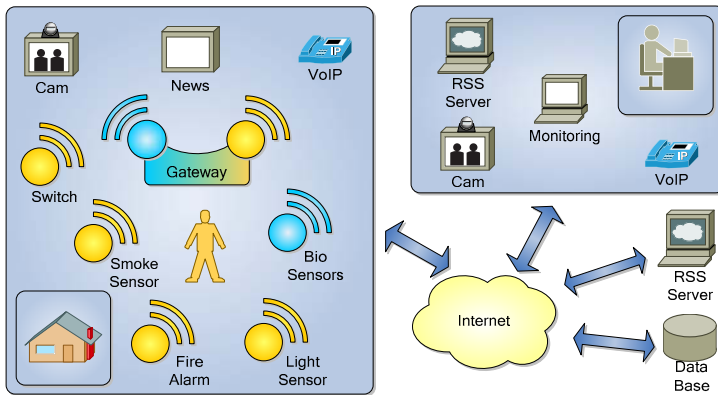 Cam
News
IP
VoIP
Gateway
Switch
Smoke
Sensor
Bio
Sensors
Fire
Alarm
Light
Sensor
RSS
Server
Monitoring
Cam
IP
VoIP
Internet
RSS
Server
Data
Base